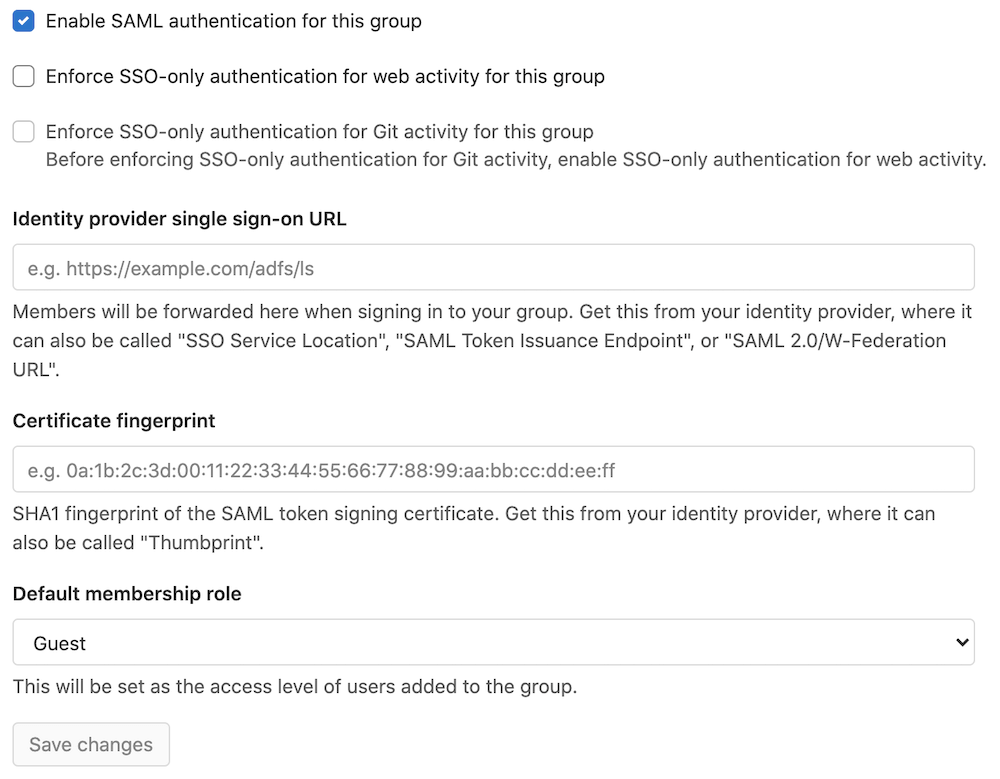 Enable SAML authentication for this group
Enforce SSO-only authentication for web activity for this group
Enforce SSO-only authentication for Git activity for this group
Before enforcing SSO-only authentication for Git activity, enable SSO-only authentication for web activity.
Identity provider single sign-on URL
e.g. https://example.com/adfs/ls
Members will be forwarded here when signing in to your group. Get this from your identity provider, where it
can also be called "SSO Service Location", "SAML Token Issuance Endpoint", or "SAML 2.0/W-Federation
URL".
Certificate fingerprint
e.g. 0a:1b:2c:3d:00:11:22:33:44:55:66:77:88:99:aa:bb:cc:dd:ee:ff
SHA1 fingerprint of the SAML token signing certificate. Get this from your identity provider, where it can
also be called "Thumbprint".
Default membership role
Guest
This will be set as the access level of users added to the group.
Save changes